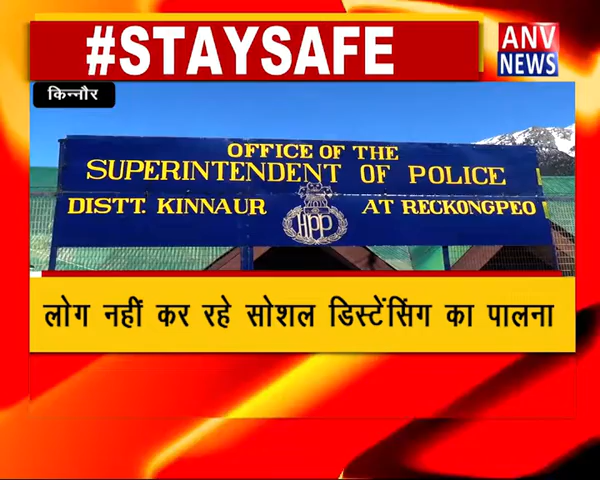 #STAYSAFE
ANV
NEWS
किन्नौर
OFFICE OF THE
SUPERINTENDENT OF POLICE
DISTT. KINNAUR AT RECKONGPEO
HPP
लोग नहीं कर रहे सोशल डिस्टेंसिंग का पालना